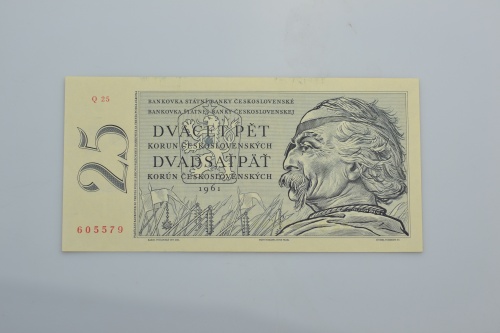 Q 25
25
605579
BANKOVKA STÁTNÍ BANKY ČESKOSLOVENSKÉ
BANKOVKA ŠTÁTNEJ BANKY ČESKOSLOVENSKEJ
DVACET PĚT
KORUN ČESKOSLOVENSKÝCH
DVADSAŤPÄŤ
KORÚN ČESKOSLOVENSKÝCH
1961